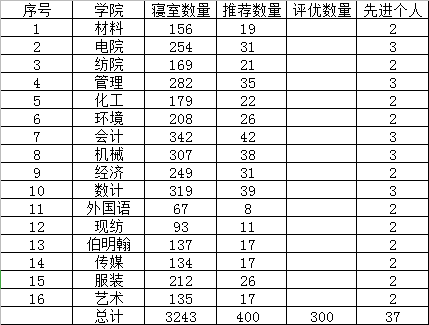 序号 学院 寝室数量 推荐数量 评优数量 先进个人
1 材料 156 19 2
2 电院 254 31 3
3 纺院 169 21 2
4 管理 282 35 3
5 化工 179 22 2
6 环境 208 26 2
7 会计 342 42 3
8 机械 307 38 3
9 经济 249 31 2
10 数计 319 39 3
11 外国语 67 8 2
12 现纺 93 11 2
13 伯明翰 137 17 2
14 传媒 134 17 2
15 服装 212 26 2
16 艺术 135 17 2
总计 3243 400 300 37